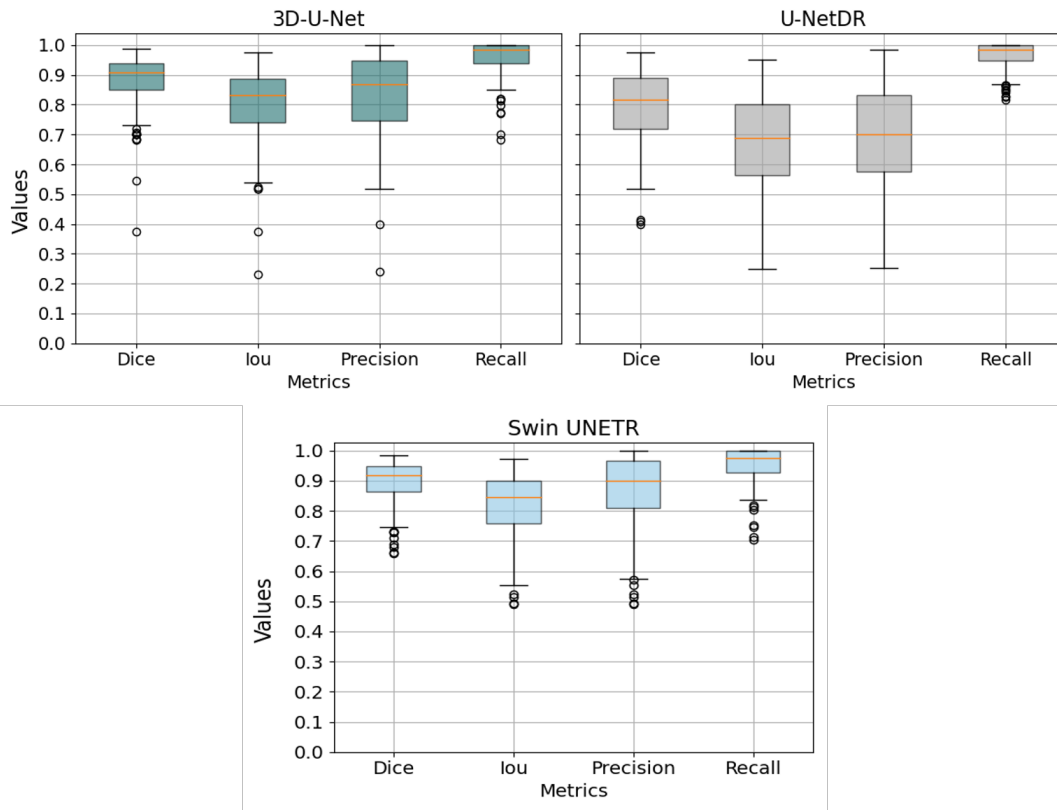 3D-U-Net
U-NetDR
1.0
0.9
0.8
0.7
0.6
0.5
0.4
0.3
0.2
0.1
0.0
Values
Dice Iou Precision Recall
Metrics
Dice Iou Precision Recall
Metrics
Swin UNETR
1.0
0.9
0.8
0.7
0.6
0.5
0.4
0.3
0.2
0.1
0.0
Values
Dice Iou Precision Recall
Metrics